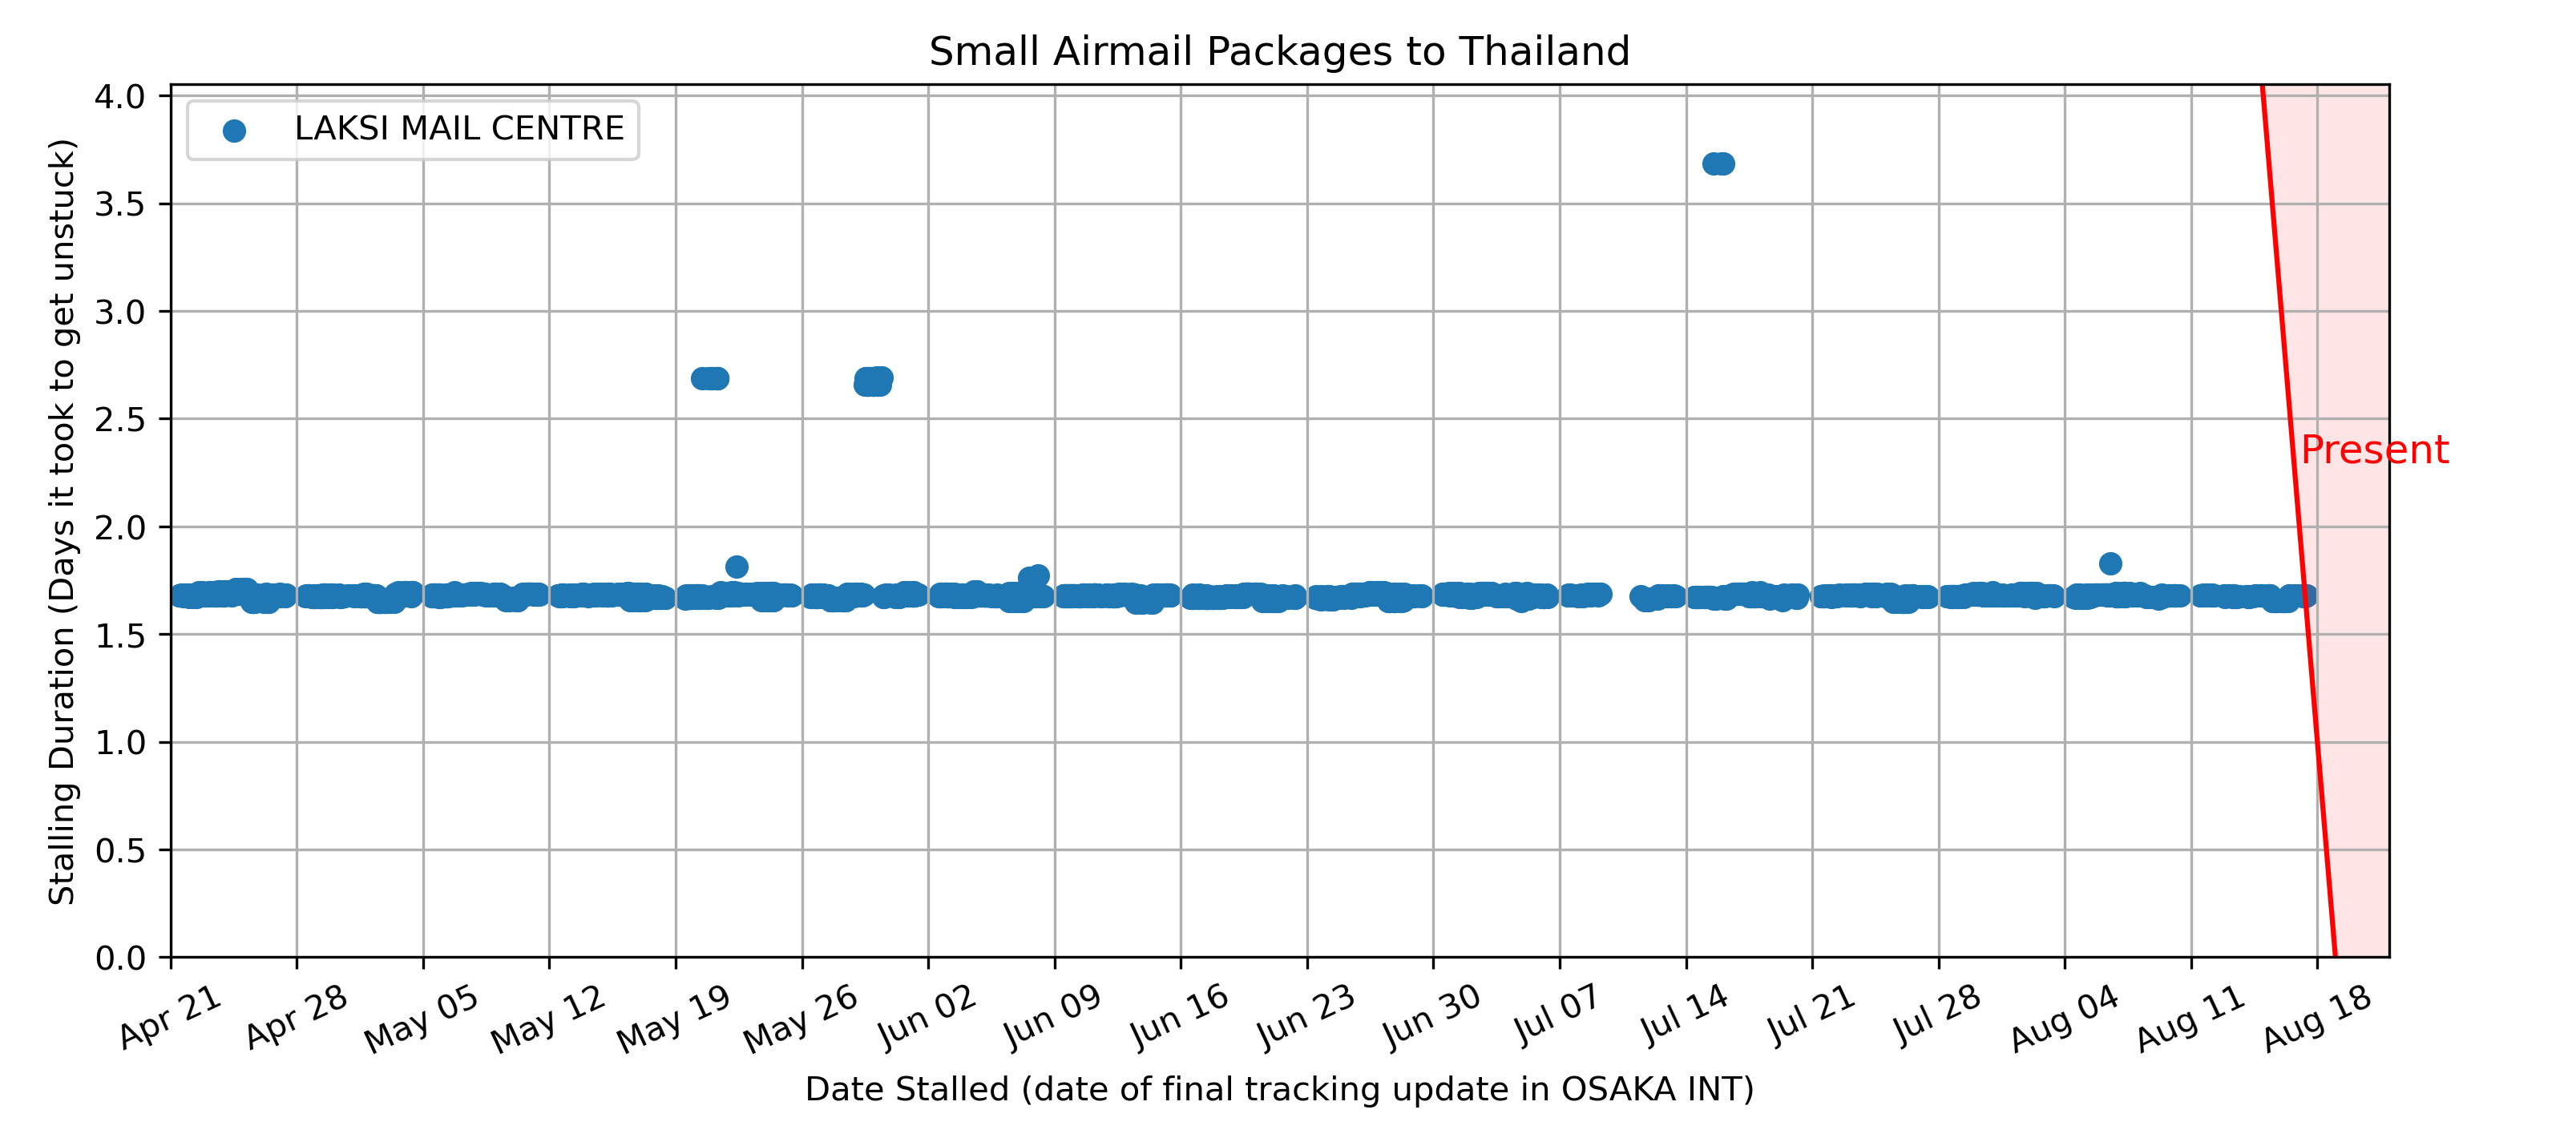 Small Airmail Packages to Thailand
LAKSI MAIL CENTRE
Stalling Duration (Days it took to get unstuck)
4.0
3.5
3.0
2.5
2.0
1.5
1.0
0.5
0.0
Present
Apr 21
Apr 28
May 05
May 12
May 19
May 26
Jun 02
Jun 09
Jun 16
Jun 23
Jun 30
Jul 07
Jul 14
Jul 21
Jul 28
Aug 04
Aug 11
Aug 18
Date Stalled (date of final tracking update in OSAKA INT)